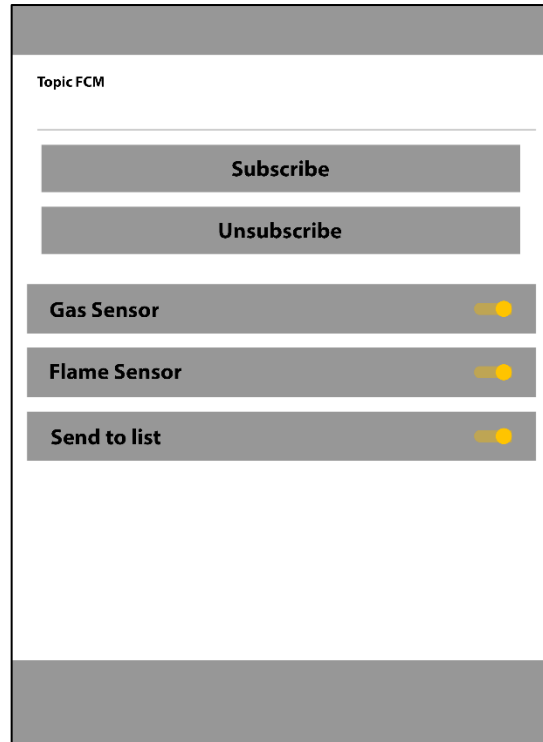 Topic FCM
Subscribe
Unsubscribe
Gas Sensor
Flame Sensor
Send to list